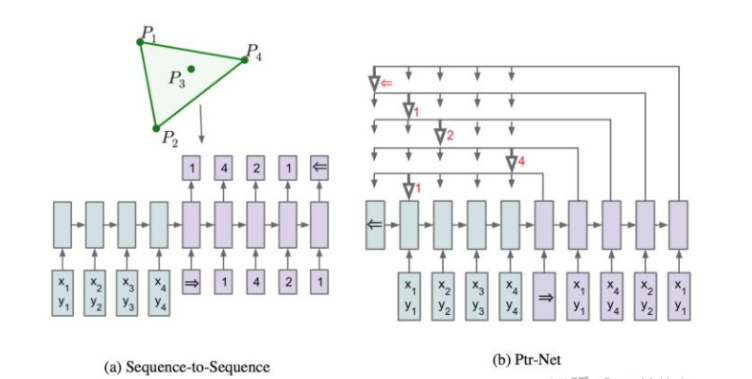 P1
P4
P3
P2
1 4 2 1 ⇐
x1 y1
x2 y2
x3 y3
x4 y4
⇒ 1 4 2 1
(a) Sequence-to-Sequence
⇐
1
2
4
1
⇐
x1 y1
x2 y2
x3 y3
x4 y4
⇒
x1 y1
x4 y4
x2 y2
x1 y1
(b) Ptr-Net